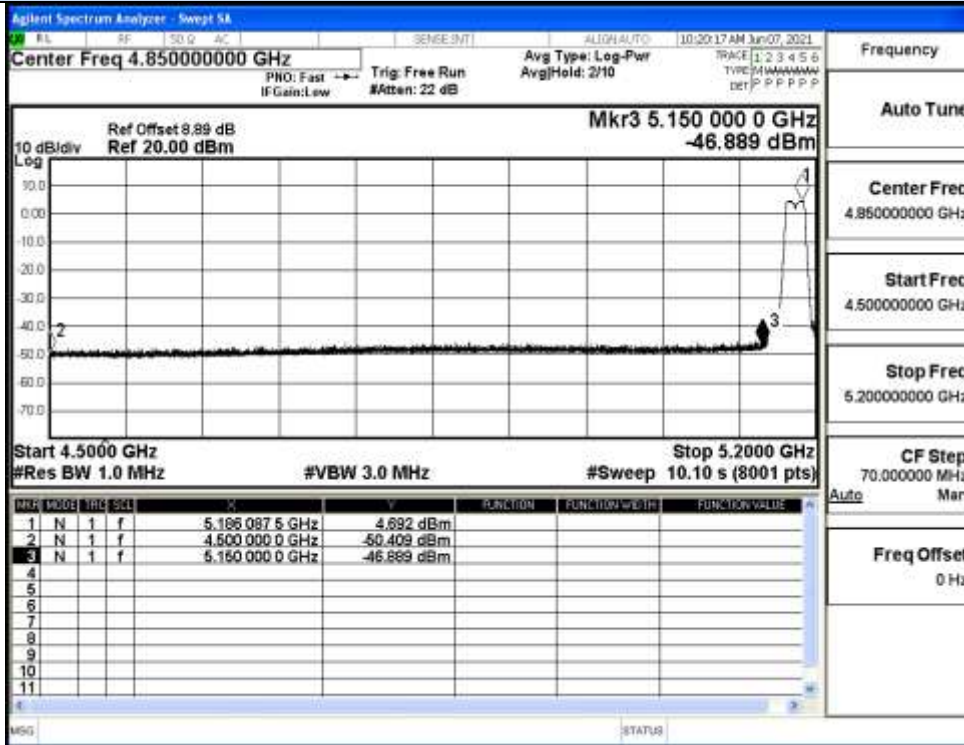 Agilent Spectrum Analyzer - Swept SA
RL RF 50 Ω AC SENSE:INT ALIGN AUTO 10:20:17 AM Jun 07, 2021
Center Freq 4.850000000 GHz
PNO: Fast
IFGain:Low
Trig: Free Run
#Atten: 22 dB
Avg Type: Log-Pwr
Avg|Hold: 2/10
TRACE 1 2 3 4 5 6
TYPE M W W W W W
DET P P P P P P
Ref Offset 8.89 dB
Ref 20.00 dBm
10 dB/div
Log
Mkr3 5.150 000 0 GHz
-46.889 dBm
10.0
0.00
-10.0
-20.0
-30.0
-40.0
-50.0
-60.0
-70.0
1
2
3
Start 4.5000 GHz
Stop 5.2000 GHz
#Res BW 1.0 MHz
#VBW 3.0 MHz
#Sweep 10.10 s (8001 pts)
MKR MODE TRC SCL X Y FUNCTION FUNCTION WIDTH FUNCTION VALUE
1 N 1 f 5.186 087 5 GHz 4.692 dBm
2 N 1 f 4.500 000 0 GHz -50.409 dBm
3 N 1 f 5.150 000 0 GHz -46.889 dBm
4
5
6
7
8
9
10
11
MSG
STATUS
Frequency
Auto Tune
Center Freq
4.850000000 GHz
Start Freq
4.500000000 GHz
Stop Freq
5.200000000 GHz
CF Step
70.000000 MHz
Auto Man
Freq Offset
0 Hz